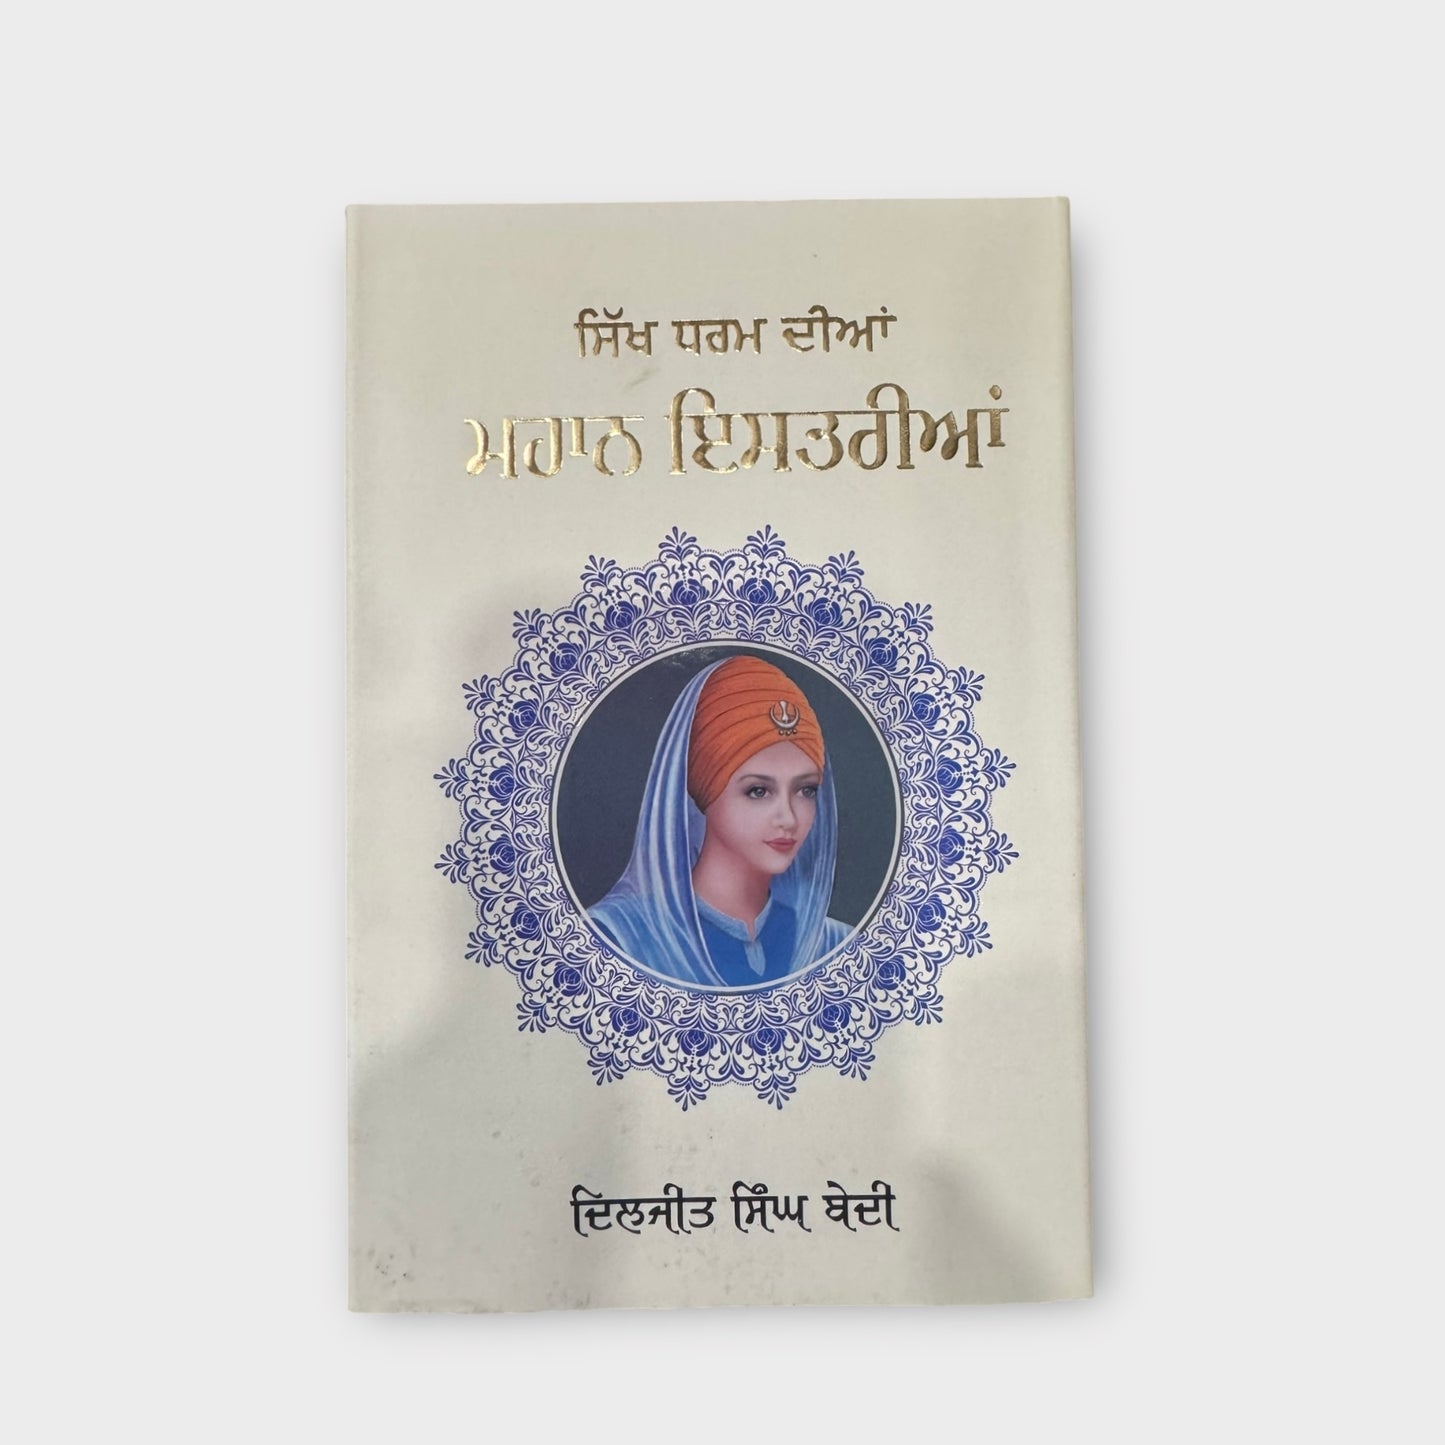 ਸਿੱਖ ਧਰਮ ਦੀਆਂ
ਮਹਾਨ ਇਸਤਰੀਆਂ
ਦਿਲਜੀਤ ਸਿੰਘ ਬੇਦੀ